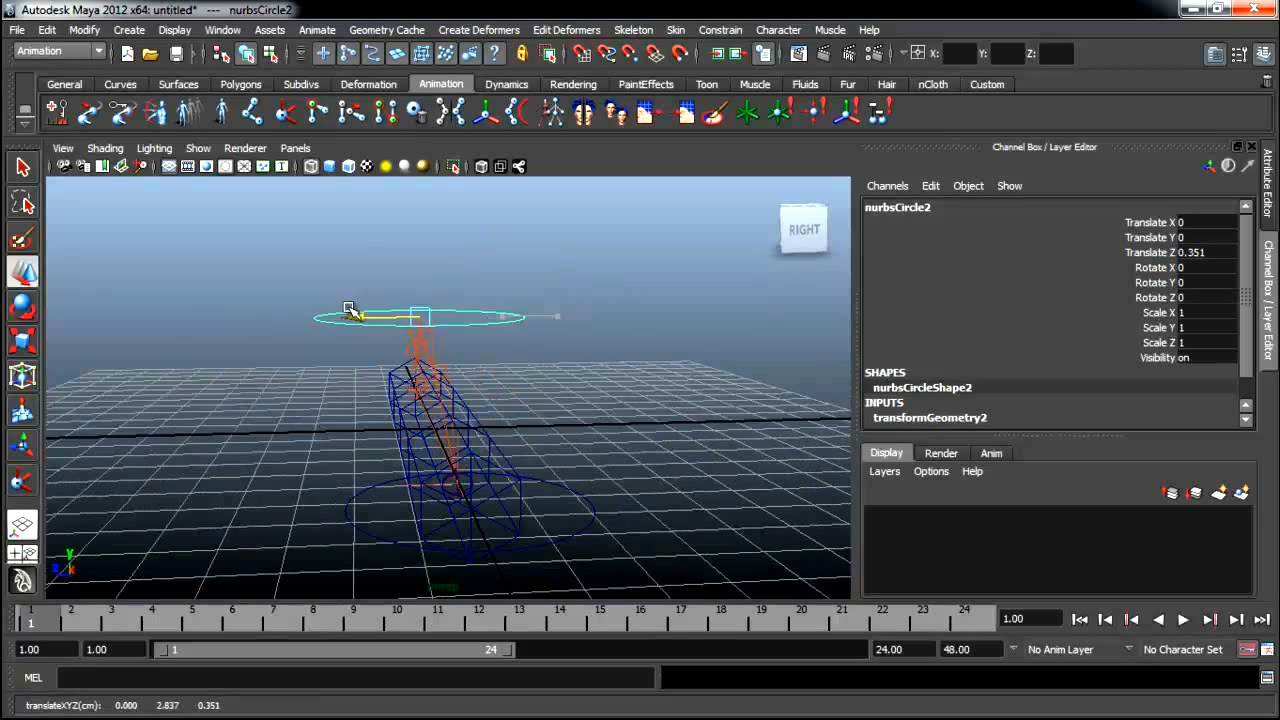 Autodesk Maya 2012 x64: untitled*   ---   nurbsCircle2
File Edit Modify Create Display Window Assets Animate Geometry Cache Create Deformers Edit Deformers Skeleton Skin Constraint Character Muscle Help
Animation X: Y: Z:
General Curves Surfaces Polygons Subdivs Deformation Animation Dynamics Rendering PaintEffects Toon Muscle Fluids Fur Hair nCloth Custom
View Shading Lighting Show Renderer Panels
Channel Box / Layer Editor
Channels Edit Object Show
nurbsCircle2
Translate X 0
Translate Y 0
Translate Z 0.351
Rotate X 0
Rotate Y 0
Rotate Z 0
Scale X 1
Scale Y 1
Scale Z 1
Visibility on
SHAPES
nurbsCircleShape2
INPUTS
transformGeometry2
Display Render Anim
Layers Options Help
Attribute Editor
Channel Box / Layer Editor
RIGHT
y
z x
1 2 3 4 5 6 7 8 9 10 11 12 13 14 15 16 17 18 19 20 21 22 23 24
1
1.00
1.00 1.00 1 24 24.00 48.00 No Anim Layer No Character Set
MEL
translateXYZ(cm): 0.000 2.837 0.351